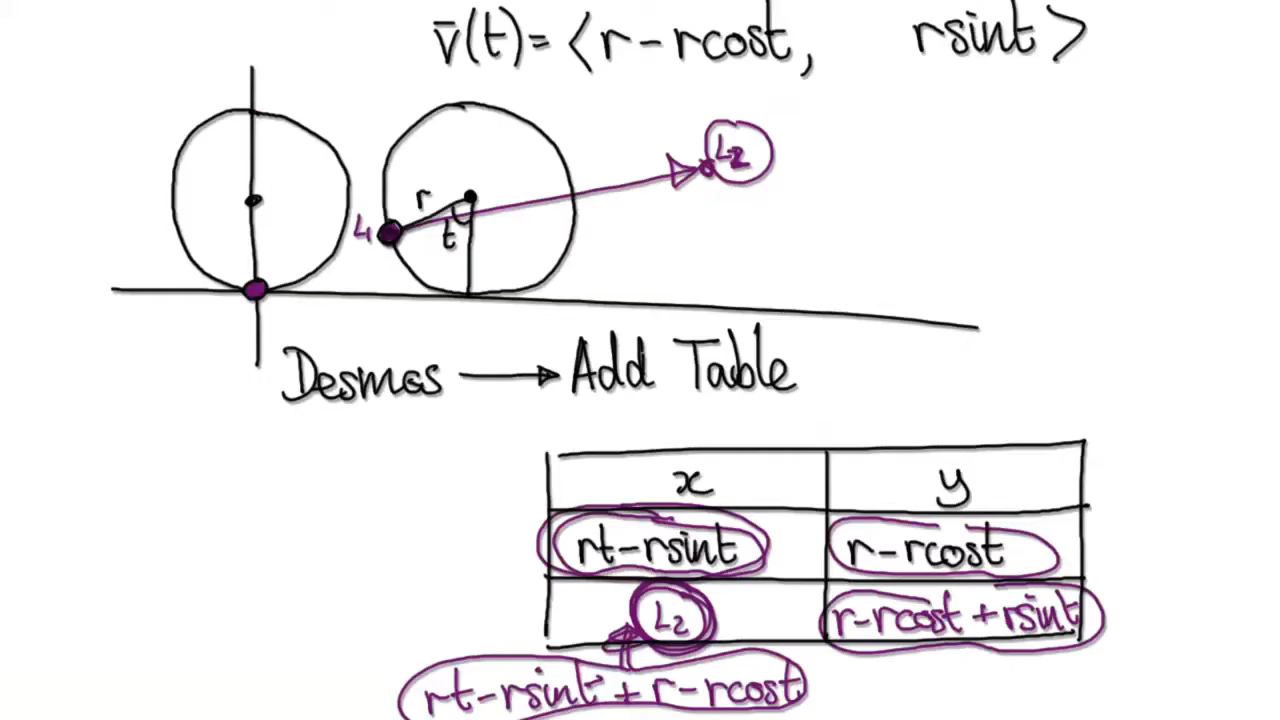 v̄(t) = ⟨r - rcost, rsint⟩
L2
r
L1
t
Desmos → Add Table
x y
rt - rsint r - rcost
L2 r - rcost + rsint
rt - rsint + r - rcost